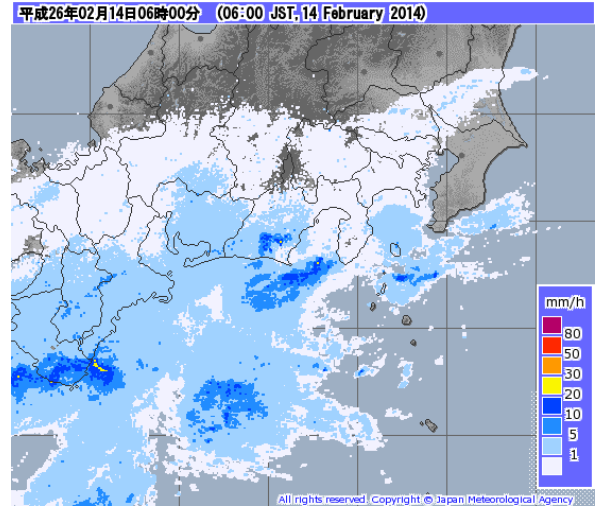 平成26年02月14日06時00分 (06:00 JST, 14 February 2014)
mm/h
80
50
30
20
10
5
1
All rights reserved. Copyright © Japan Meteorological Agency